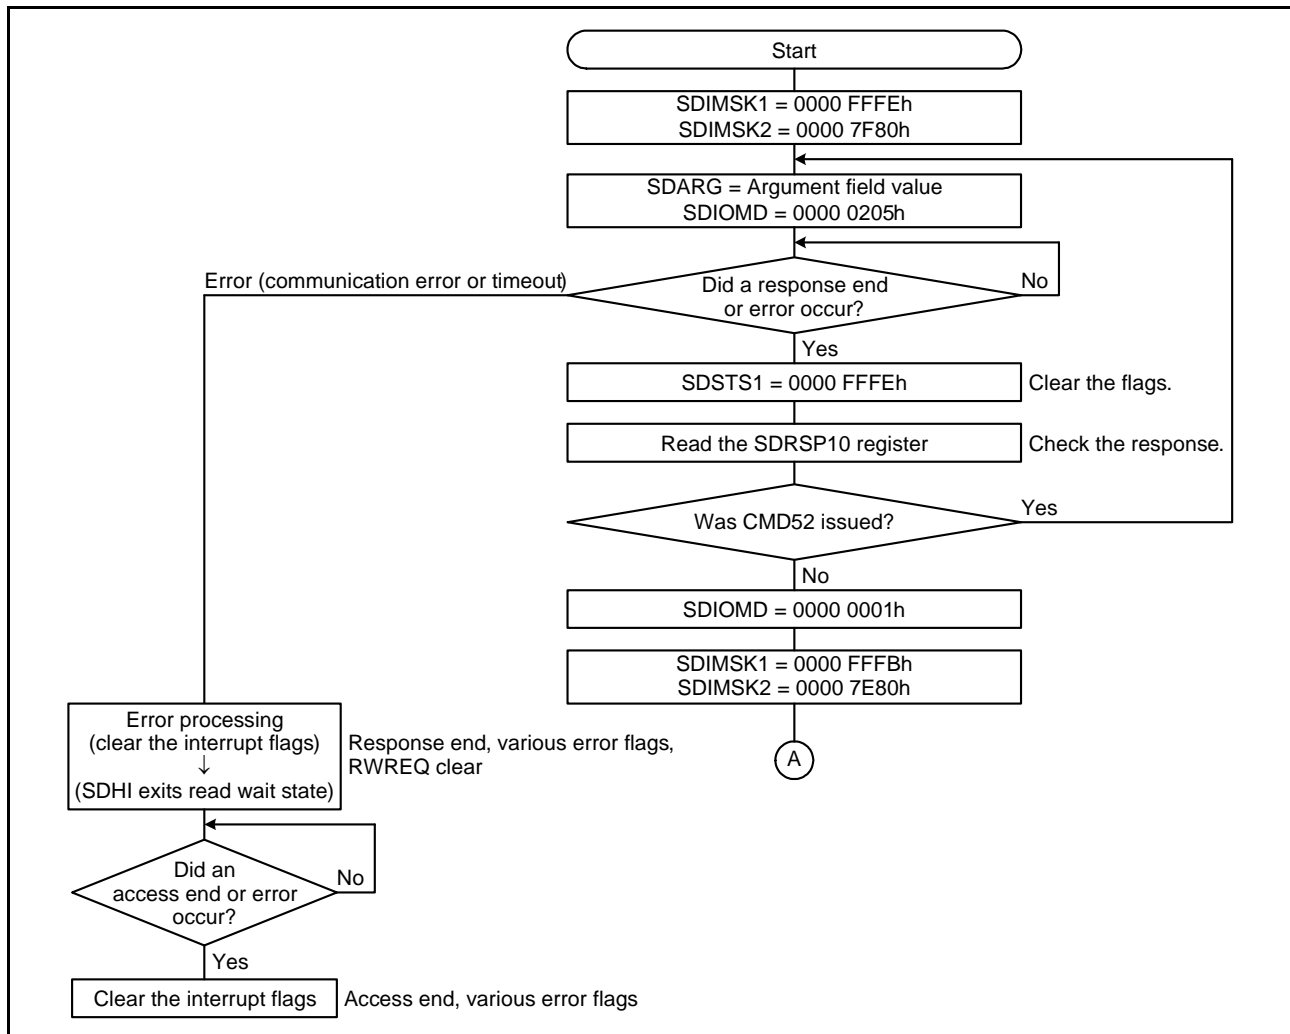 Start
SDIMSK1 = 0000 FFFEh
SDIMSK2 = 0000 7F80h
SDARG = Argument field value
SDIOMD = 0000 0205h
Error (communication error or timeout)
Did a response end
or error occur?
No
Yes
SDSTS1 = 0000 FFFEh
Clear the flags.
Read the SDRSP10 register
Check the response.
Was CMD52 issued?
Yes
No
SDIOMD = 0000 0001h
SDIMSK1 = 0000 FFFBh
SDIMSK2 = 0000 7E80h
A
Error processing
(clear the interrupt flags)
↓
(SDHI exits read wait state)
Response end, various error flags,
RWREQ clear
Did an
access end or error
occur?
No
Yes
Clear the interrupt flags
Access end, various error flags